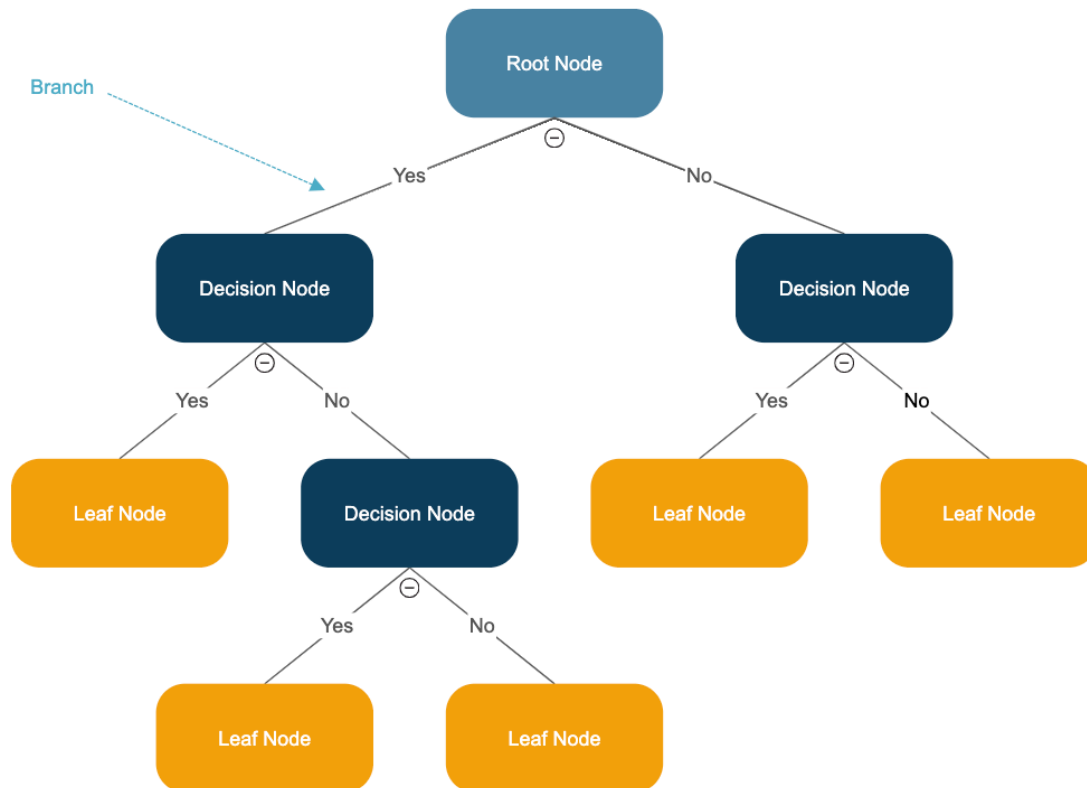 Root Node
Branch
Yes
No
Decision Node
Decision Node
Yes
No
Yes
No
Leaf Node
Decision Node
Leaf Node
Leaf Node
Yes
No
Leaf Node
Leaf Node